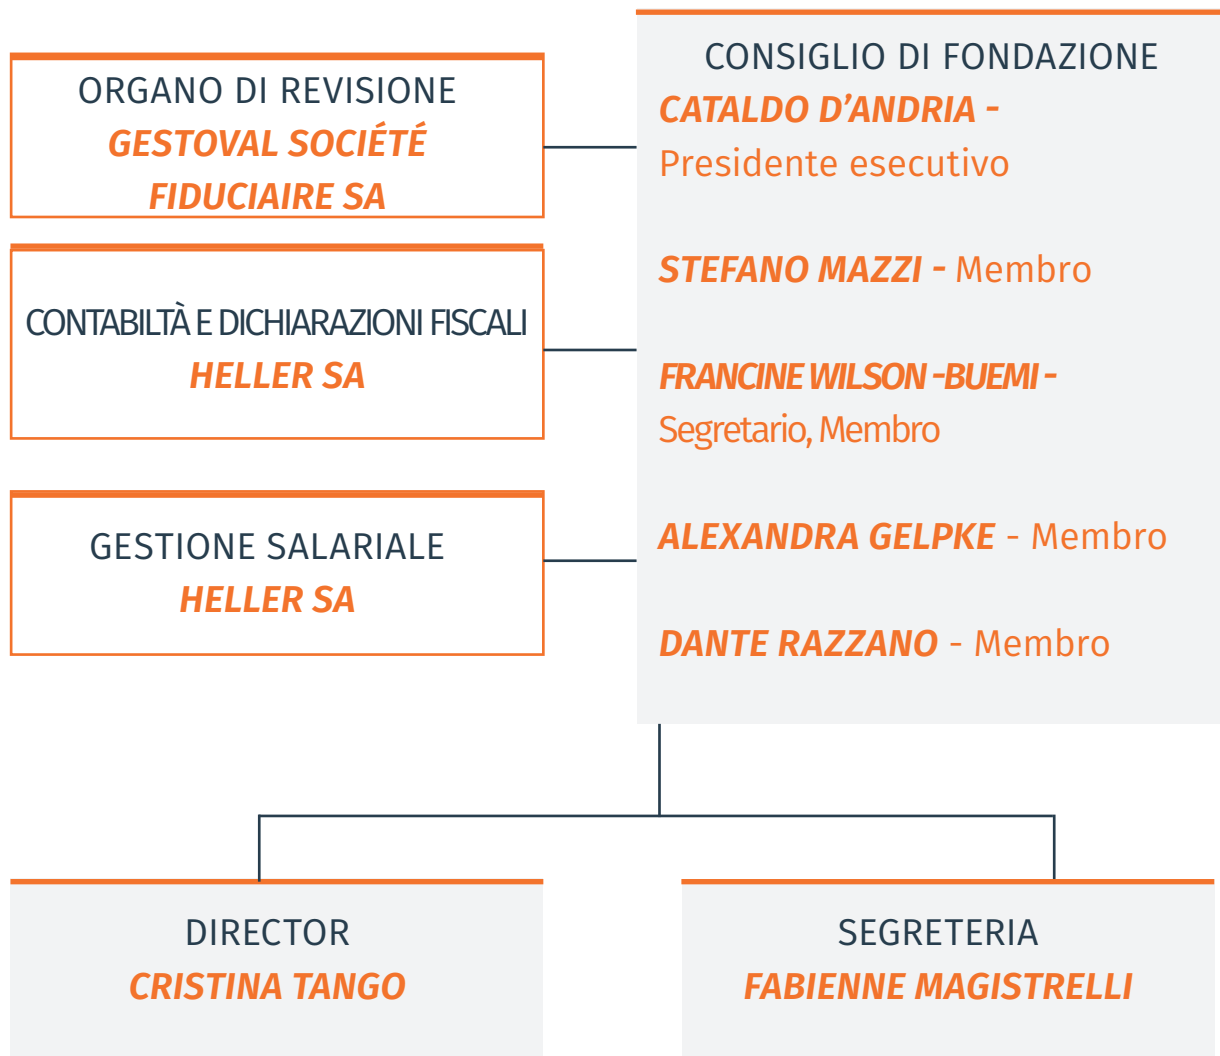 ORGANO DI REVISIONE
GESTOVAL SOCIÉTÉ
FIDUCIAIRE SA
CONTABILTÀ E DICHIARAZIONI FISCALI
HELLER SA
GESTIONE SALARIALE
HELLER SA
CONSIGLIO DI FONDAZIONE
CATALDO D’ANDRIA -
Presidente esecutivo
STEFANO MAZZI - Membro
FRANCINE WILSON -BUEMI -
Segretario, Membro
ALEXANDRA GELPKE - Membro
DANTE RAZZANO - Membro
DIRECTOR
CRISTINA TANGO
SEGRETERIA
FABIENNE MAGISTRELLI